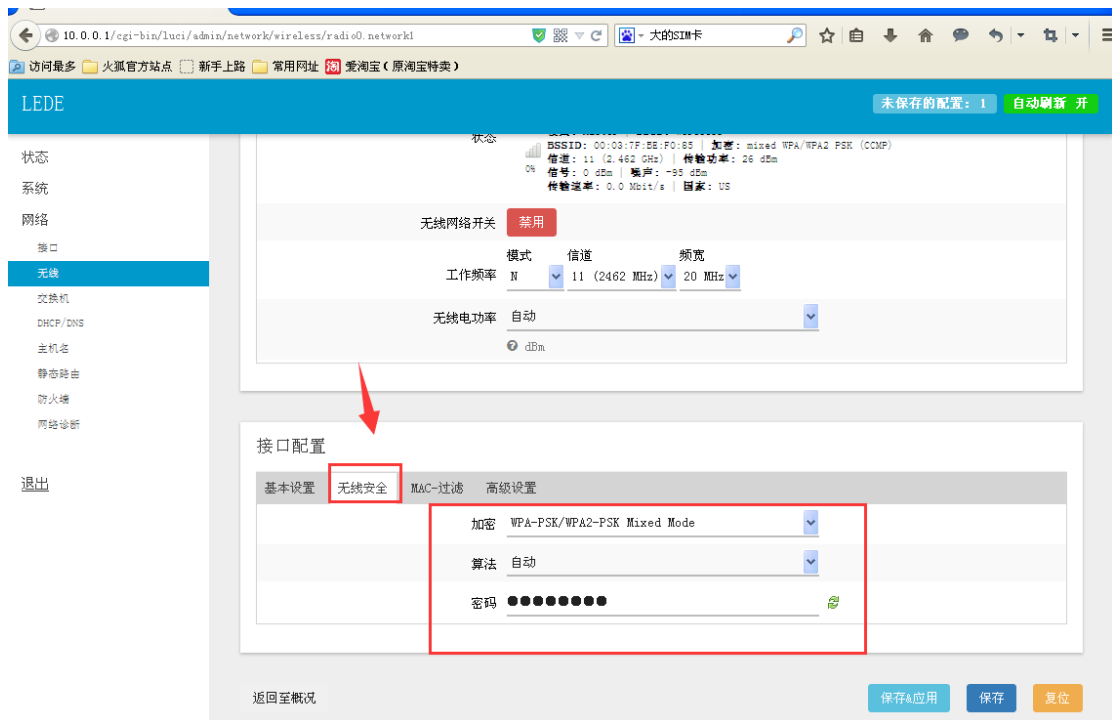 10.0.0.1/cgi-bin/luci/admin/network/wireless/radio0.network1
大的SIM卡
访问最多 火狐官方站点 新手上路 常用网址 爱淘宝(原淘宝特卖)
LEDE 未保存的配置: 1 自动刷新 开
状态
系统
网络
接口
无线
交换机
DHCP/DNS
主机名
静态路由
防火墙
网络诊断
退出
状态
0%
BSSID: 00:03:7F:BE:F0:85 | 加密: mixed WPA/WPA2 PSK (CCMP)
信道: 11 (2.462 GHz) | 传输功率: 26 dBm
信号: 0 dBm | 噪声: -95 dBm
传输速率: 0.0 Mbit/s | 国家: US
无线网络开关 禁用
模式 信道 频宽
工作频率 N 11 (2462 MHz) 20 MHz
无线电功率 自动
dBm
接口配置
基本设置 无线安全 MAC-过滤 高级设置
加密 WPA-PSK/WPA2-PSK Mixed Mode
算法 自动
密码
返回至概况 保存&应用 保存 复位